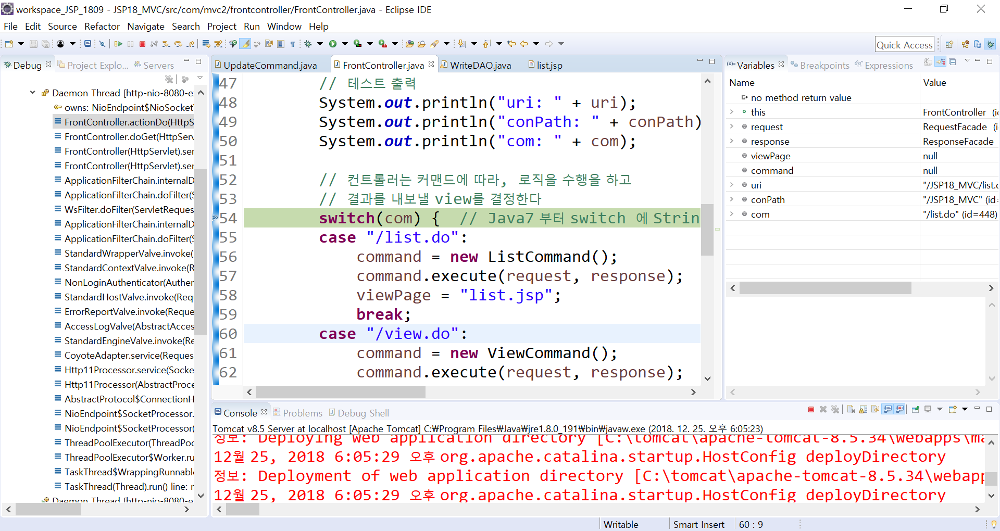 workspace_JSP_1809 - JSP18_MVC/src/com/mvc2/frontcontroller/FrontController.java - Eclipse IDE
File Edit Source Refactor Navigate Search Project Run Window Help
Quick Access
Debug Project Explo... Servers
Daemon Thread [http-nio-8080-e
owns: NioEndpoint$NioSocket
FrontController.actionDo(HttpS
FrontController.doGet(HttpServ
FrontController(HttpServlet).ser
FrontController(HttpServlet).ser
ApplicationFilterChain.internalD
ApplicationFilterChain.doFilter(S
WsFilter.doFilter(ServletReques
ApplicationFilterChain.internalD
ApplicationFilterChain.doFilter(S
StandardWrapperValve.invoke(
StandardContextValve.invoke(R
NonLoginAuthenticator(Auther
StandardHostValve.invoke(Req
ErrorReportValve.invoke(Reque
AccessLogValve(AbstractAcces
StandardEngineValve.invoke(Re
CoyoteAdapter.service(Reques
Http11Processor.service(Socke
Http11Processor(AbstractProce
AbstractProtocol$ConnectionH
NioEndpoint$SocketProcessor.
NioEndpoint$SocketProcessor(
ThreadPoolExecutor(ThreadPoo
ThreadPoolExecutor$Worker.ru
TaskThread$WrappingRunnabl
TaskThread(Thread).run() line: r
Daemon Thread [http-nio-8080-e
UpdateCommand.java FrontController.java WriteDAO.java list.jsp
47 // 테스트 출력
48 System.out.println("uri: " + uri);
49 System.out.println("conPath: " + conPath)
50 System.out.println("com: " + com);
51
52 // 컨트롤러는 커맨드에 따라, 로직을 수행을 하고
53 // 결과를 내보낼 view를 결정한다
54 switch(com) { // Java7 부터 switch 에 Strin
55 case "/list.do":
56 command = new ListCommand();
57 command.execute(request, response);
58 viewPage = "list.jsp";
59 break;
60 case "/view.do":
61 command = new ViewCommand();
62 command.execute(request, response);
(x)= Variables Breakpoints Expressions
Name Value
no method return value
this FrontController (i
request RequestFacade (i
response ResponseFacade
viewPage null
command null
uri "/JSP18_MVC/list.
conPath "/JSP18_MVC" (id=
com "/list.do" (id=448)
Console Problems Debug Shell
Tomcat v8.5 Server at localhost [Apache Tomcat] C:₩Program Files₩Java₩jre1.8.0_191₩bin₩javaw.exe (2018. 12. 25. 오후 6:05:23)
정보: Deploying web application directory [C:\tomcat\apache-tomcat-8.5.34\webapps\ma
12월 25, 2018 6:05:29 오후 org.apache.catalina.startup.HostConfig deployDirectory
정보: Deployment of web application directory [C:\tomcat\apache-tomcat-8.5.34\webapp
12월 25, 2018 6:05:29 오후 org.apache.catalina.startup.HostConfig deployDirectory
Writable Smart Insert 60 : 9